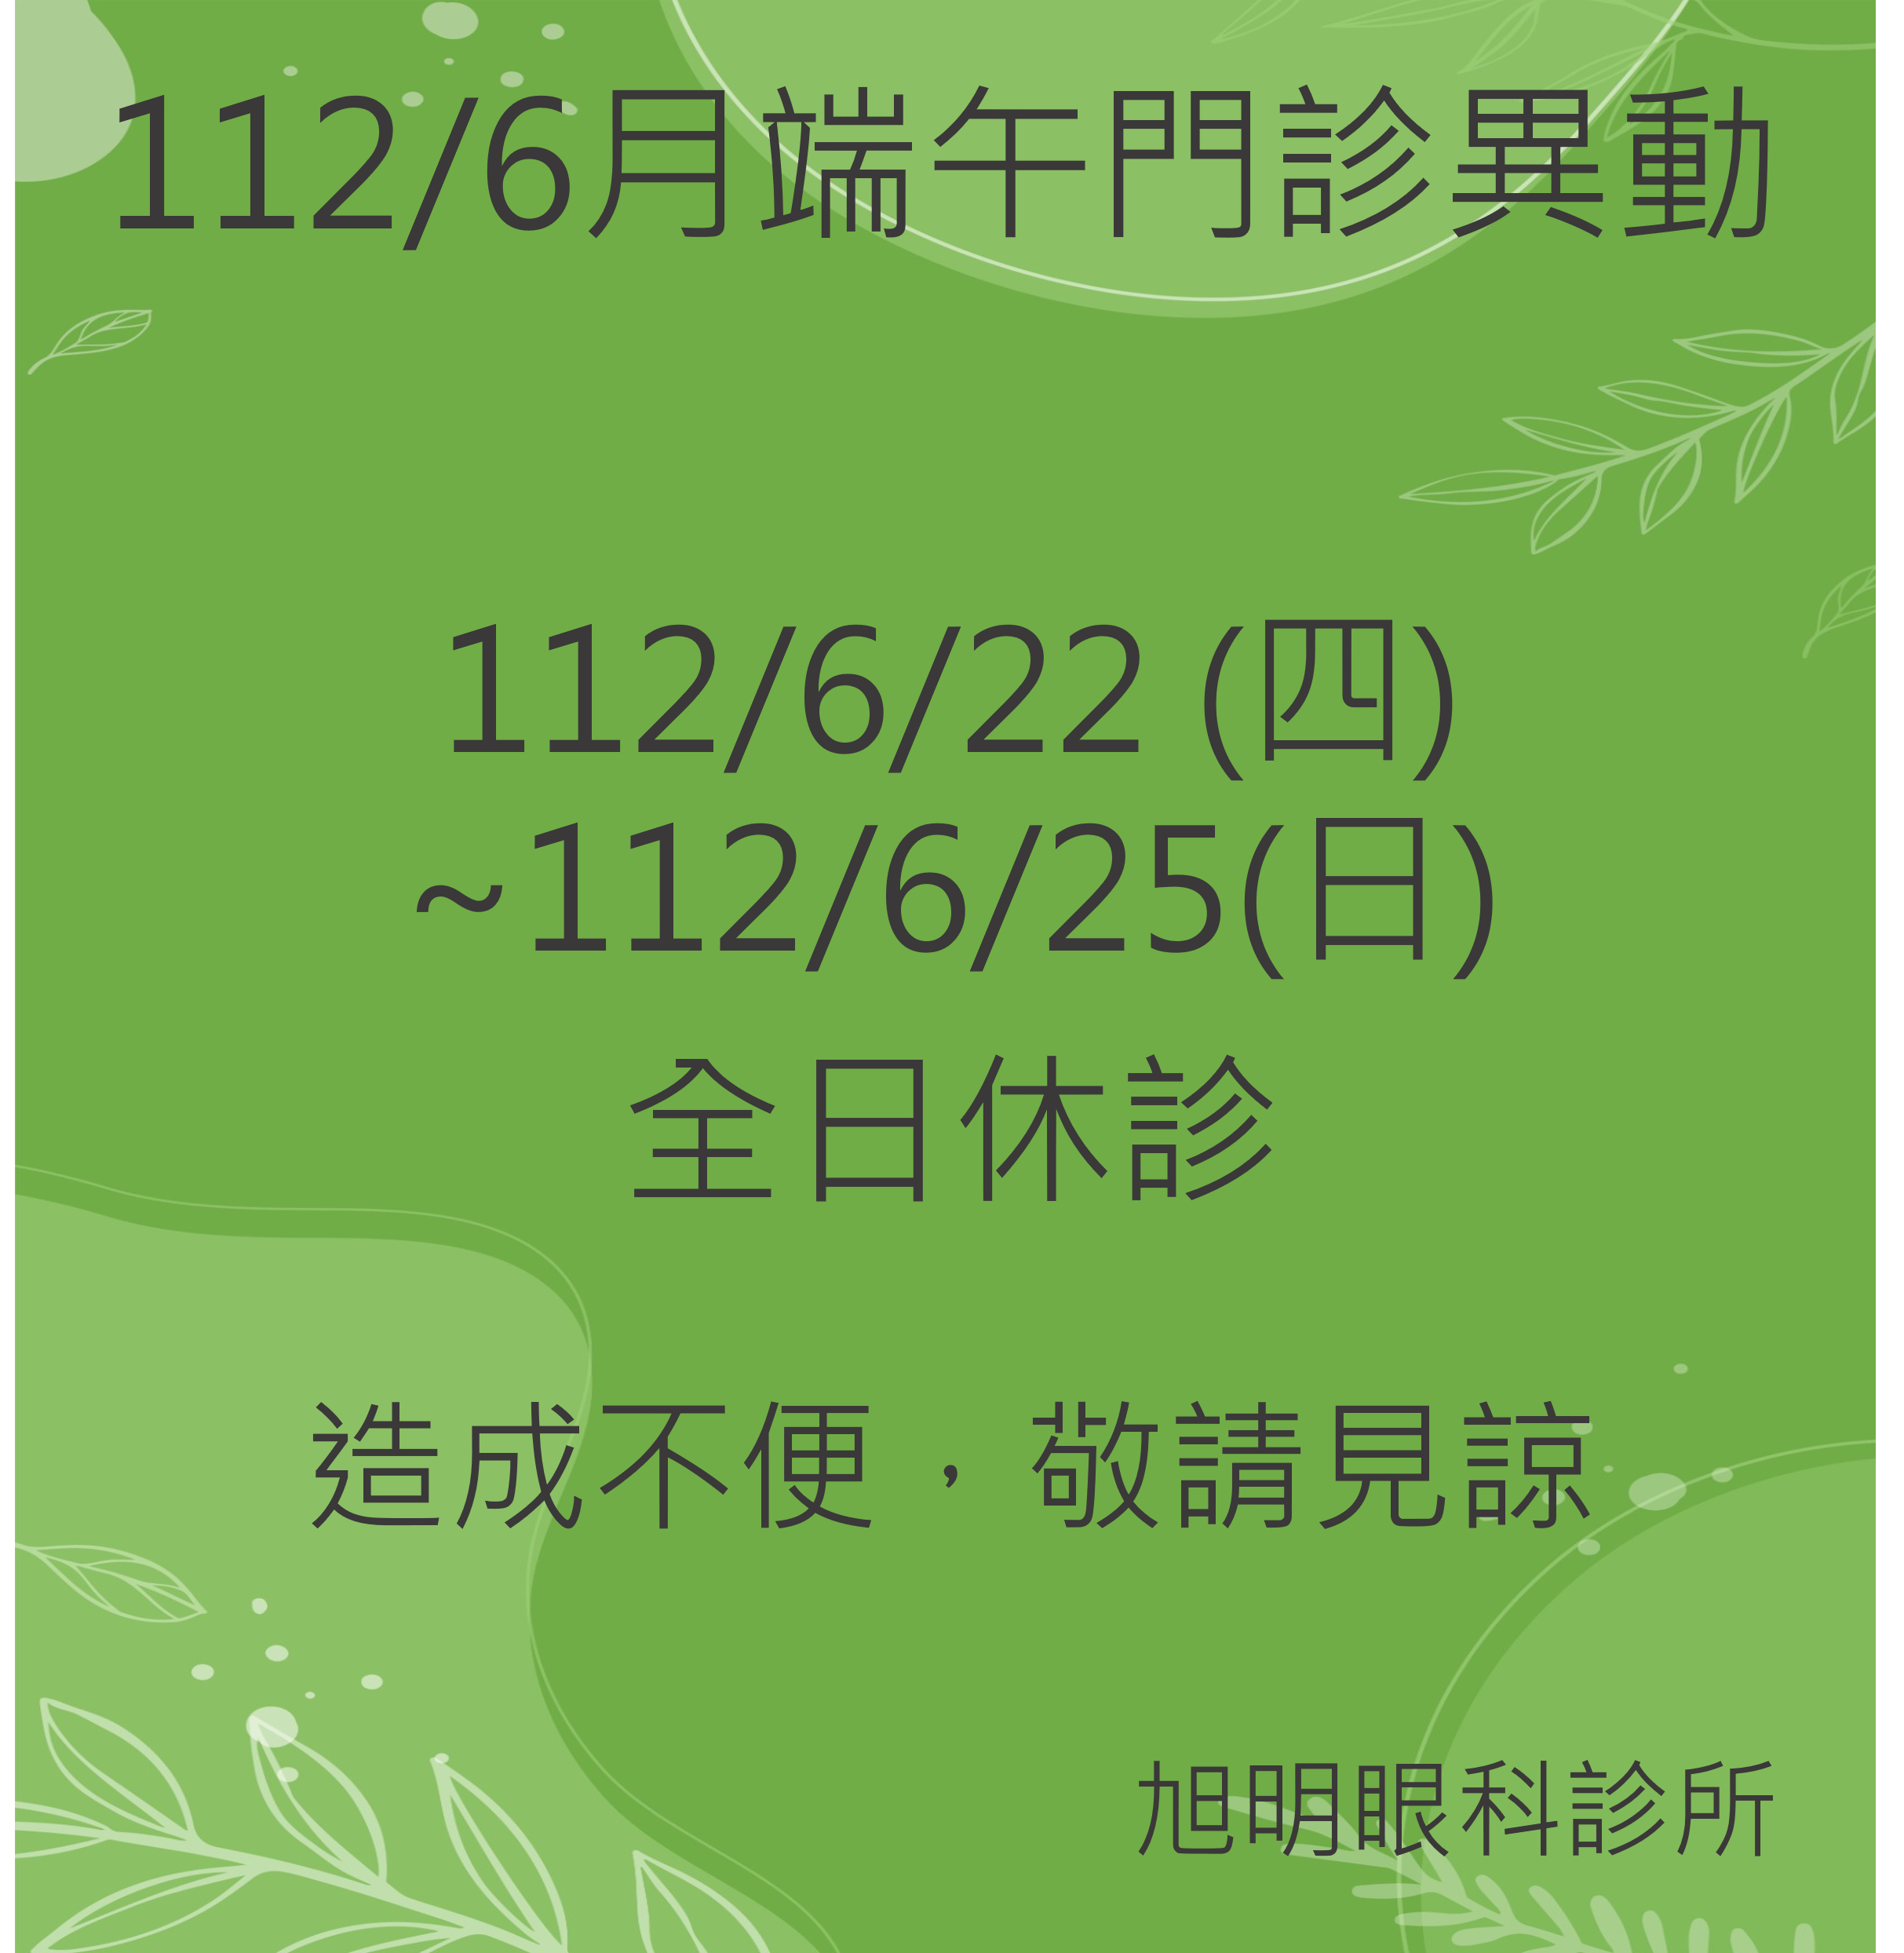 112/6月端午門診異動
112/6/22 (四)
~112/6/25(日)
全日休診
造成不便，敬請見諒
旭明眼科診所